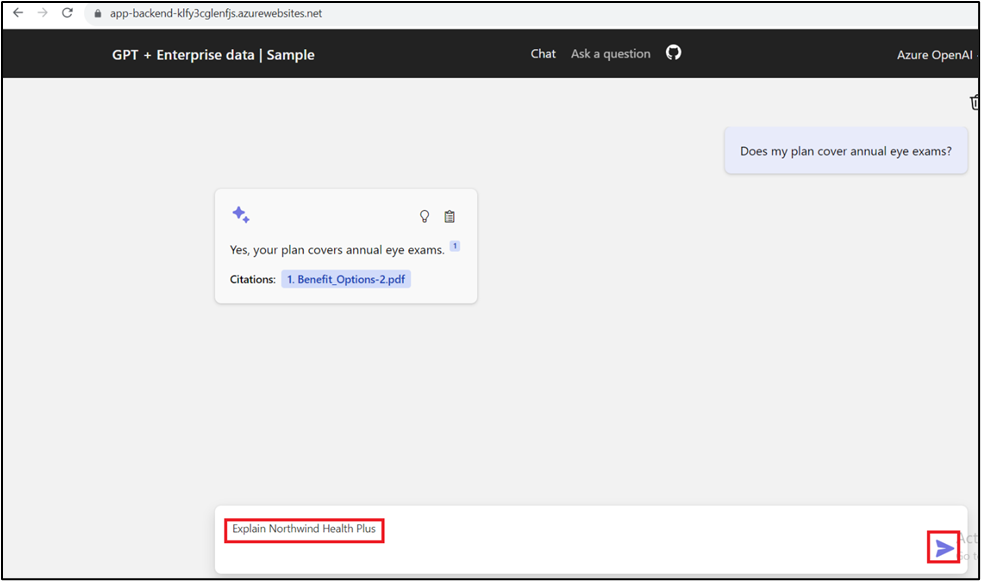 app-backend-klfy3cglenfjs.azurewebsites.net
GPT + Enterprise data | Sample
Chat
Ask a question
Azure OpenAI
Does my plan cover annual eye exams?
Yes, your plan covers annual eye exams. 1
Citations: 1. Benefit_Options-2.pdf
Explain Northwind Health Plus